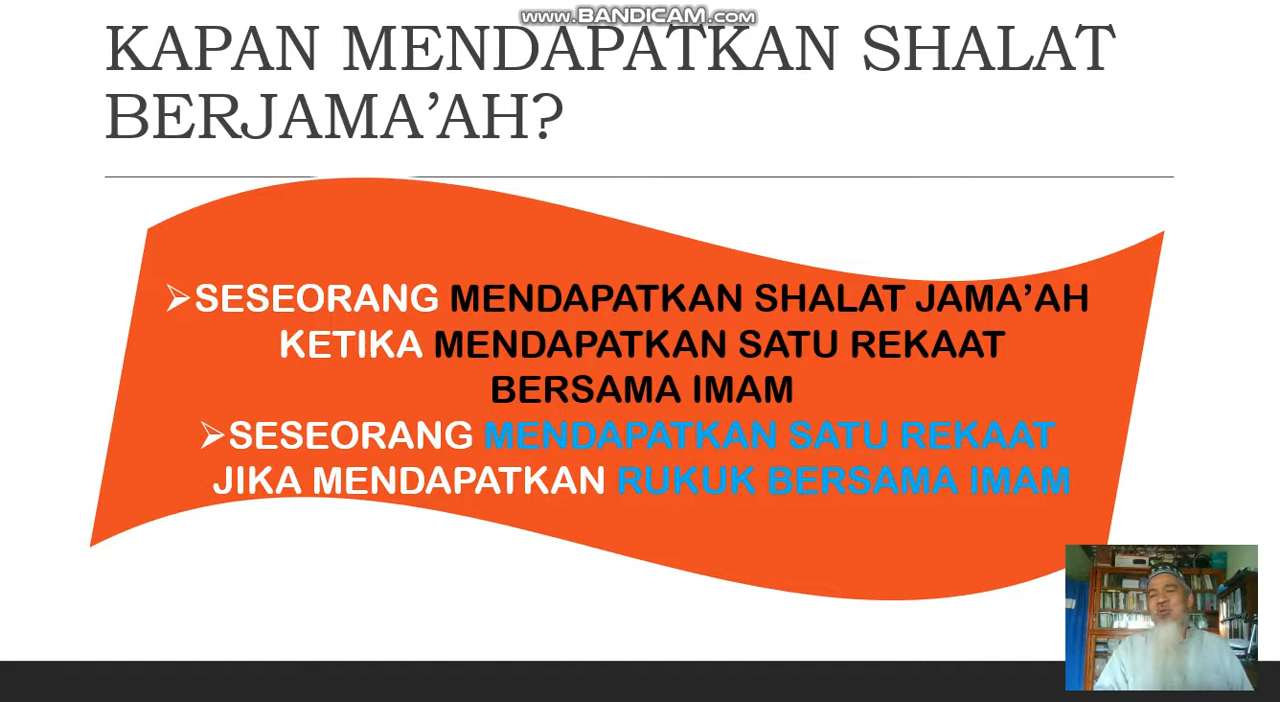 www.BANDICAM.com
KAPAN MENDAPATKAN SHALAT
BERJAMA’AH?
➢SESEORANG MENDAPATKAN SHALAT JAMA’AH
KETIKA MENDAPATKAN SATU REKAAT
BERSAMA IMAM
➢SESEORANG MENDAPATKAN SATU REKAAT
JIKA MENDAPATKAN RUKUK BERSAMA IMAM